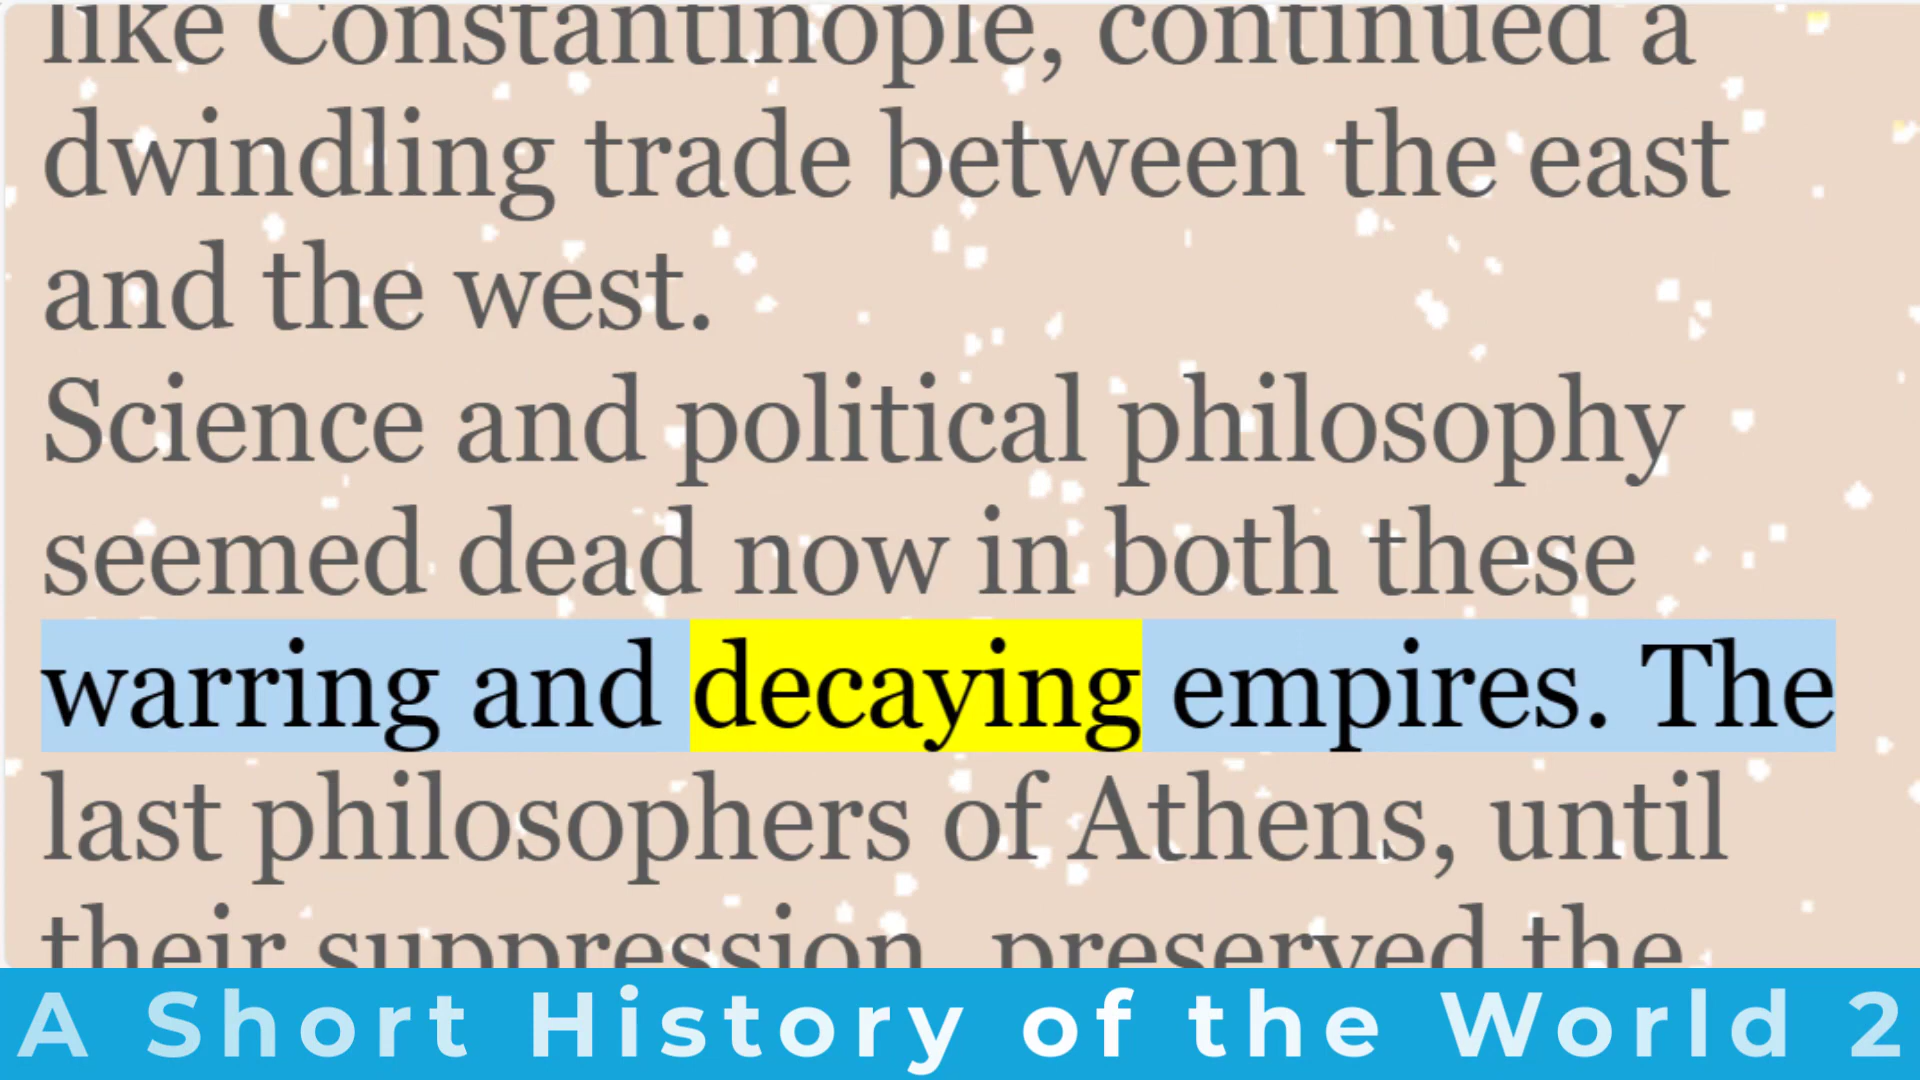 like Constantinople, continued a
dwindling trade between the east
and the west.
Science and political philosophy
seemed dead now in both these
warring and decaying empires. The
last philosophers of Athens, until
their suppression, preserved the
A Short History of the World 2